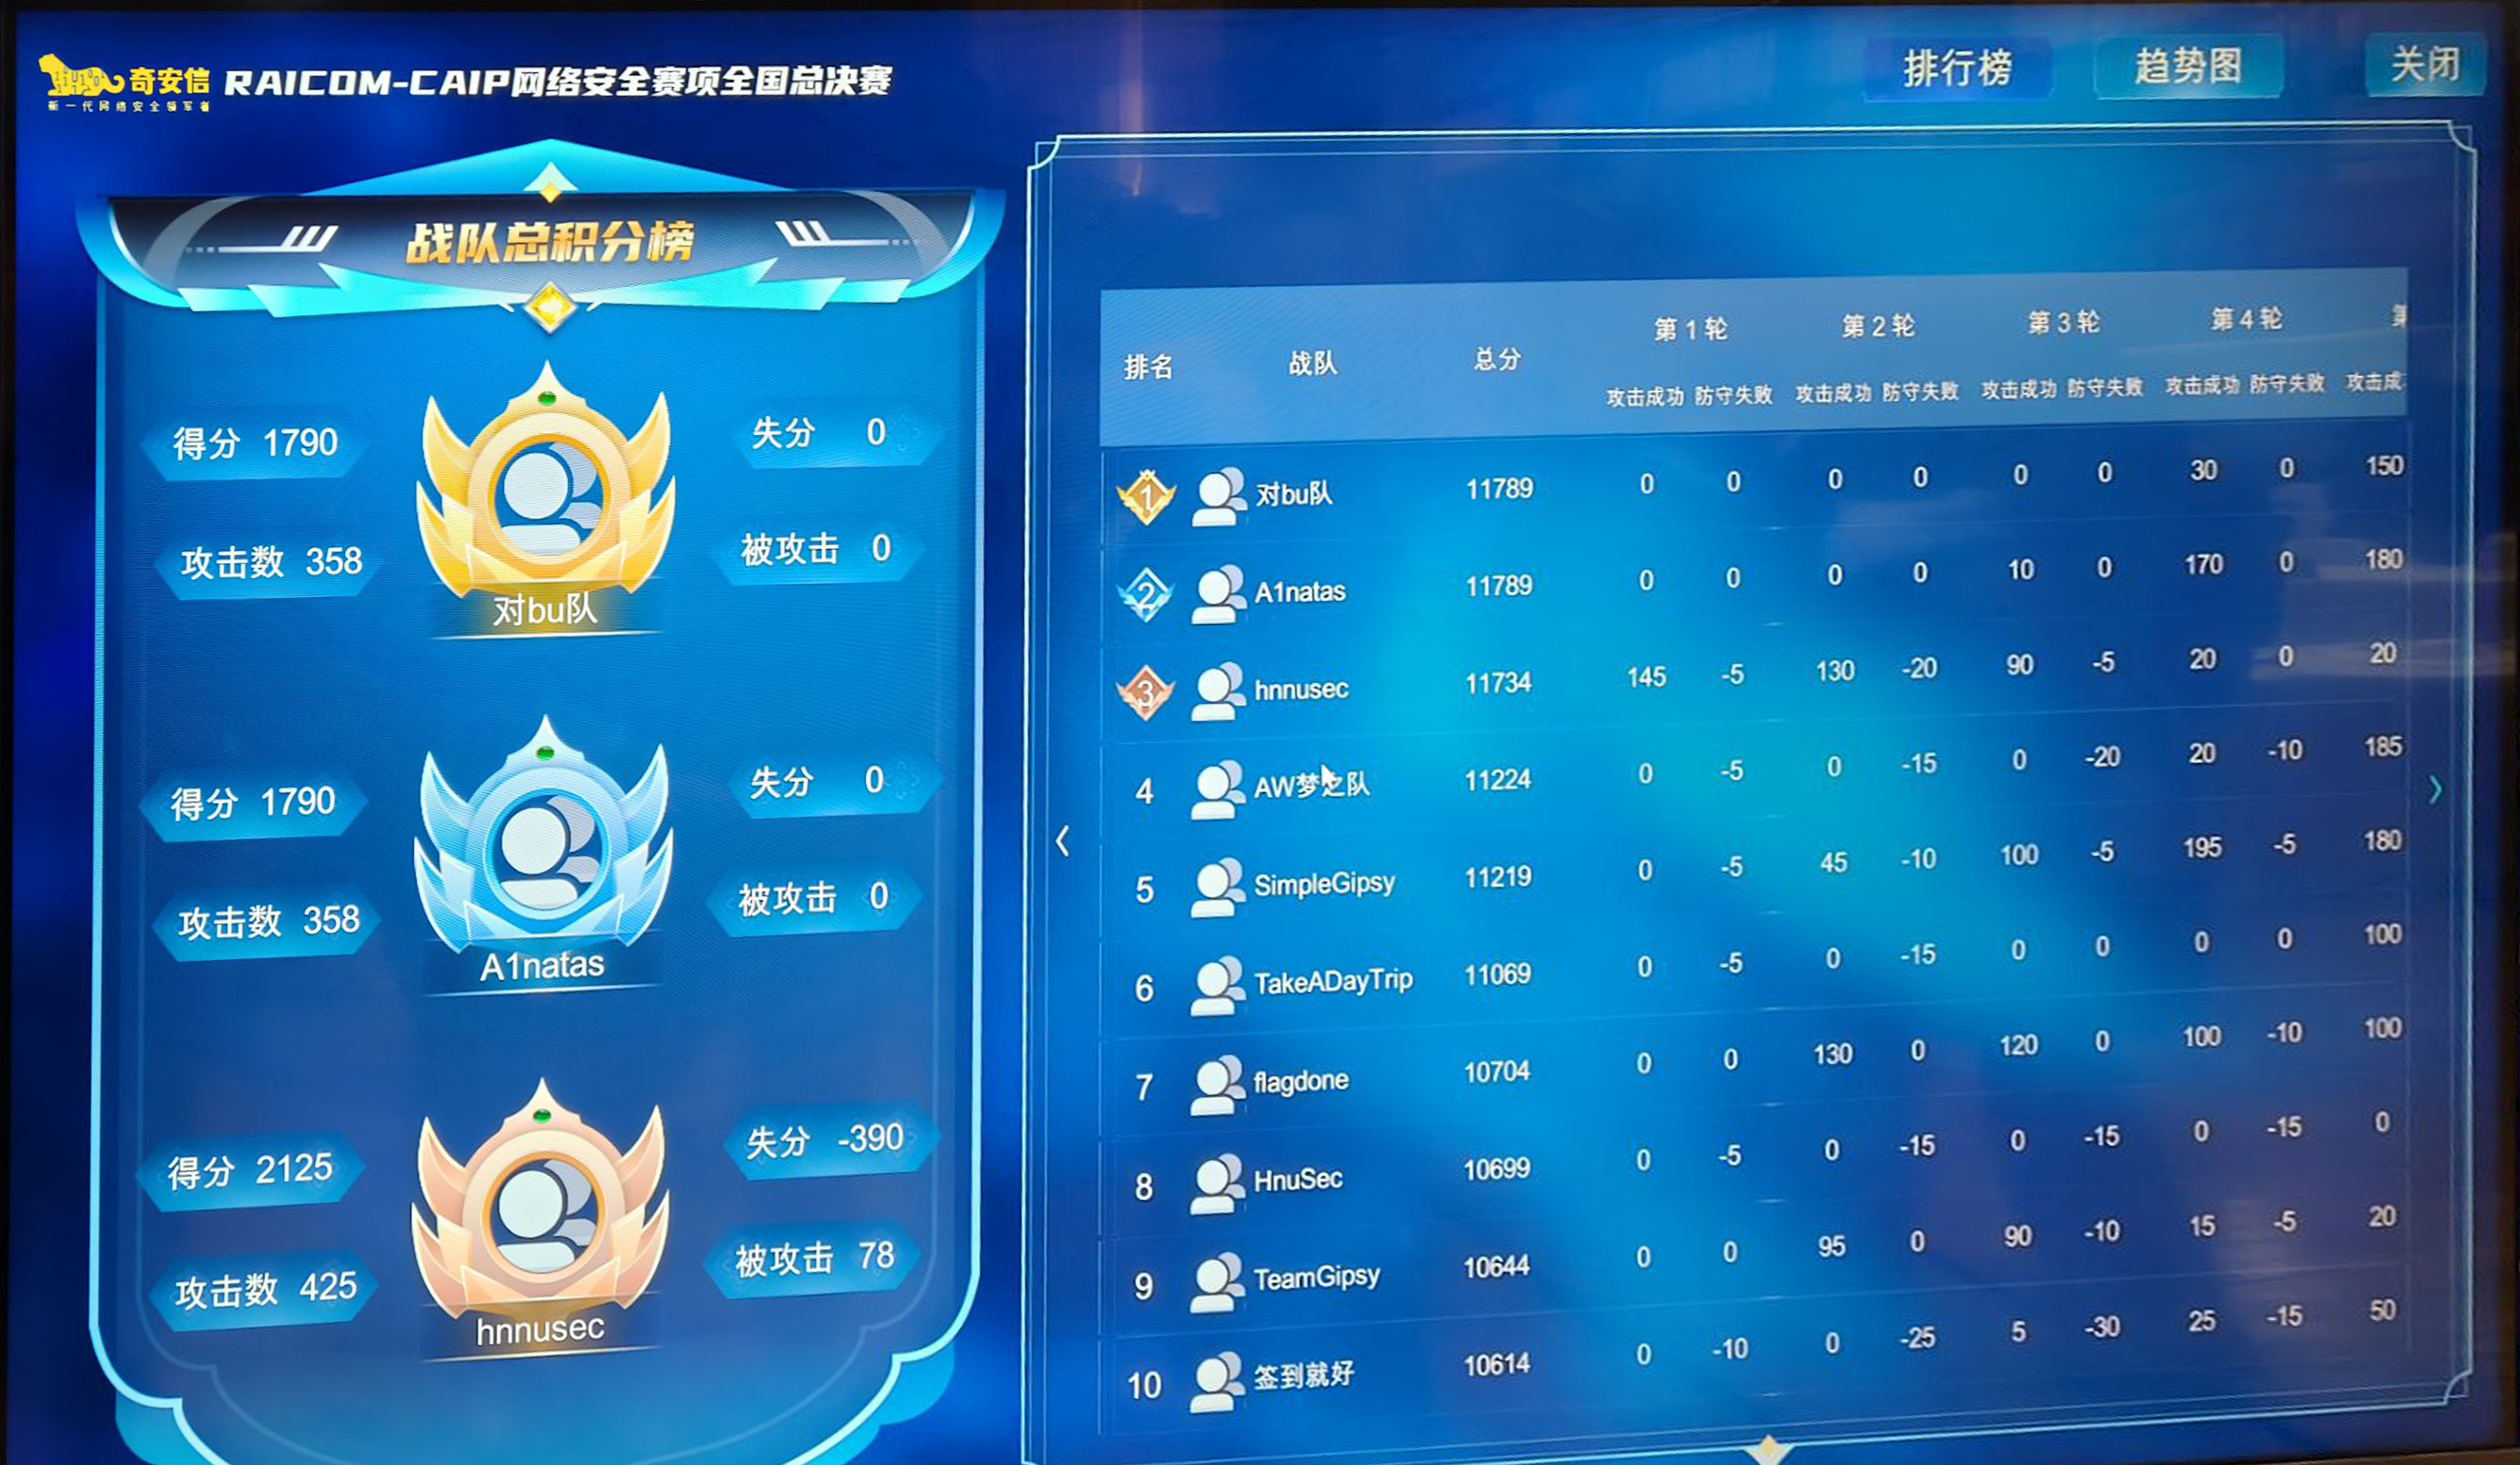 奇安信
新一代网络安全领军者
RAICOM-CAIP网络安全赛项全国总决赛
排行榜 趋势图 关闭
战队总积分榜
得分 1790 失分 0
攻击数 358 被攻击 0
对bu队
得分 1790 失分 0
攻击数 358 被攻击 0
A1natas
得分 2125 失分 -390
攻击数 425 被攻击 78
hnnusec
排名 战队 总分 第1轮 第2轮 第3轮 第4轮
攻击成功 防守失败 攻击成功 防守失败 攻击成功 防守失败 攻击成功 防守失败 攻击成
1 对bu队 11789 0 0 0 0 0 0 30 0 150
2 A1natas 11789 0 0 0 0 10 0 170 0 180
3 hnnusec 11734 145 -5 130 -20 90 -5 20 0 20
4 AW梦之队 11224 0 -5 0 -15 0 -20 20 -10 185
5 SimpleGipsy 11219 0 -5 45 -10 100 -5 195 -5 180
6 TakeADayTrip 11069 0 -5 0 -15 0 0 0 0 100
7 flagdone 10704 0 0 130 0 120 0 100 -10 100
8 HnuSec 10699 0 -5 0 -15 0 -15 0 -15 0
9 TeamGipsy 10644 0 0 95 0 90 -10 15 -5 20
10 签到就好 10614 0 -10 0 -25 5 -30 25 -15 50